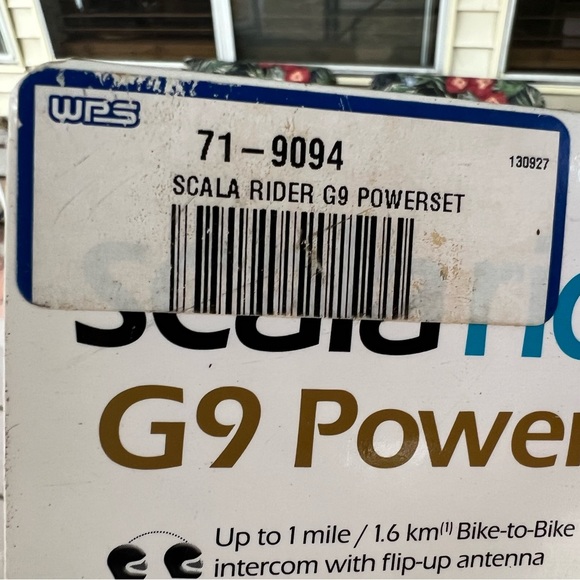 WPS
71-9094
130927
SCALA RIDER G9 POWERSET
scala
G9 Power
Up to 1 mile / 1.6 km(1) Bike-to-Bike
intercom with flip-up antenna